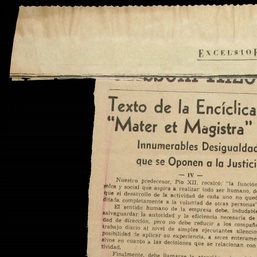 EXCELSIOR
Texto de la Encíclica
"Mater et Magistra"
Innumerables Desigualdad
que se Oponen a la Justici
— IV —
Nuestro predecesor, Pío XII, recalcó: "la función
mica y social que aspira a realizar todo ser humano,
que el desarrollo de la actividad de cada uno no
ditada completamente a la voluntad de otras personas"
El sentido humano de la empresa debe, indudable
salvaguardar la autoridad y la eficiencia necesaria de
dad de dirección, pero no debe reducir a los compañ
trabajo diario al nivel de simples ejecutantes silencio
posibilidad de aplicar su experiencia, a seres enteramen
sivos en cuanto a las decisiones que se relacionan con
tividad.
Finalmente, debe llamarse la